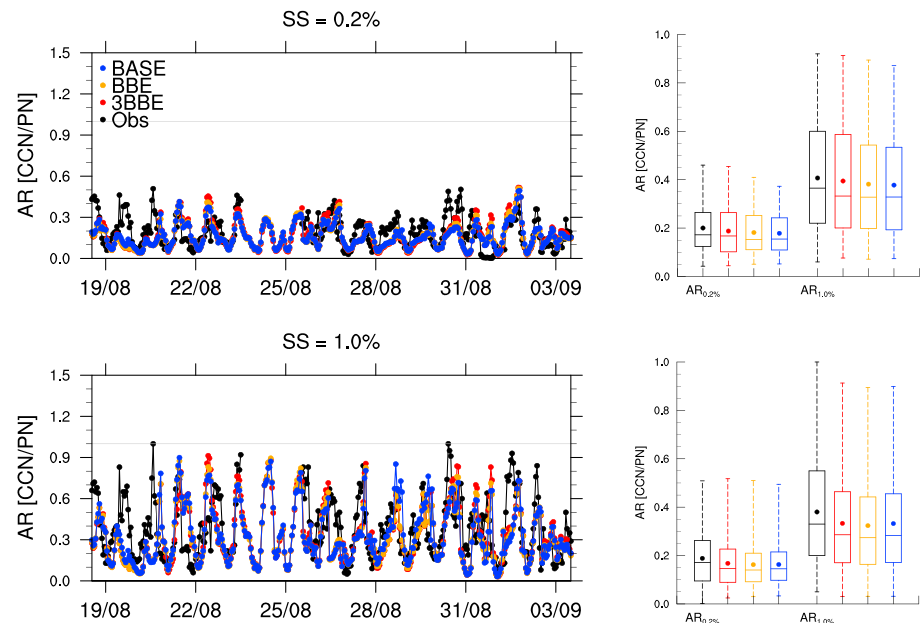 SS = 0.2%
AR [CCN/PN]
1.5
1.2
0.9
0.6
0.3
0.0
BASE
BBE
3BBE
Obs
19/08 22/08 25/08 28/08 31/08 03/09
AR [CCN/PN]
1.0
0.8
0.6
0.4
0.2
0.0
AR0.2% AR1.0%
SS = 1.0%
AR [CCN/PN]
1.5
1.2
0.9
0.6
0.3
0.0
19/08 22/08 25/08 28/08 31/08 03/09
AR [CCN/PN]
1.0
0.8
0.6
0.4
0.2
0.0
AR0.2% AR1.0%